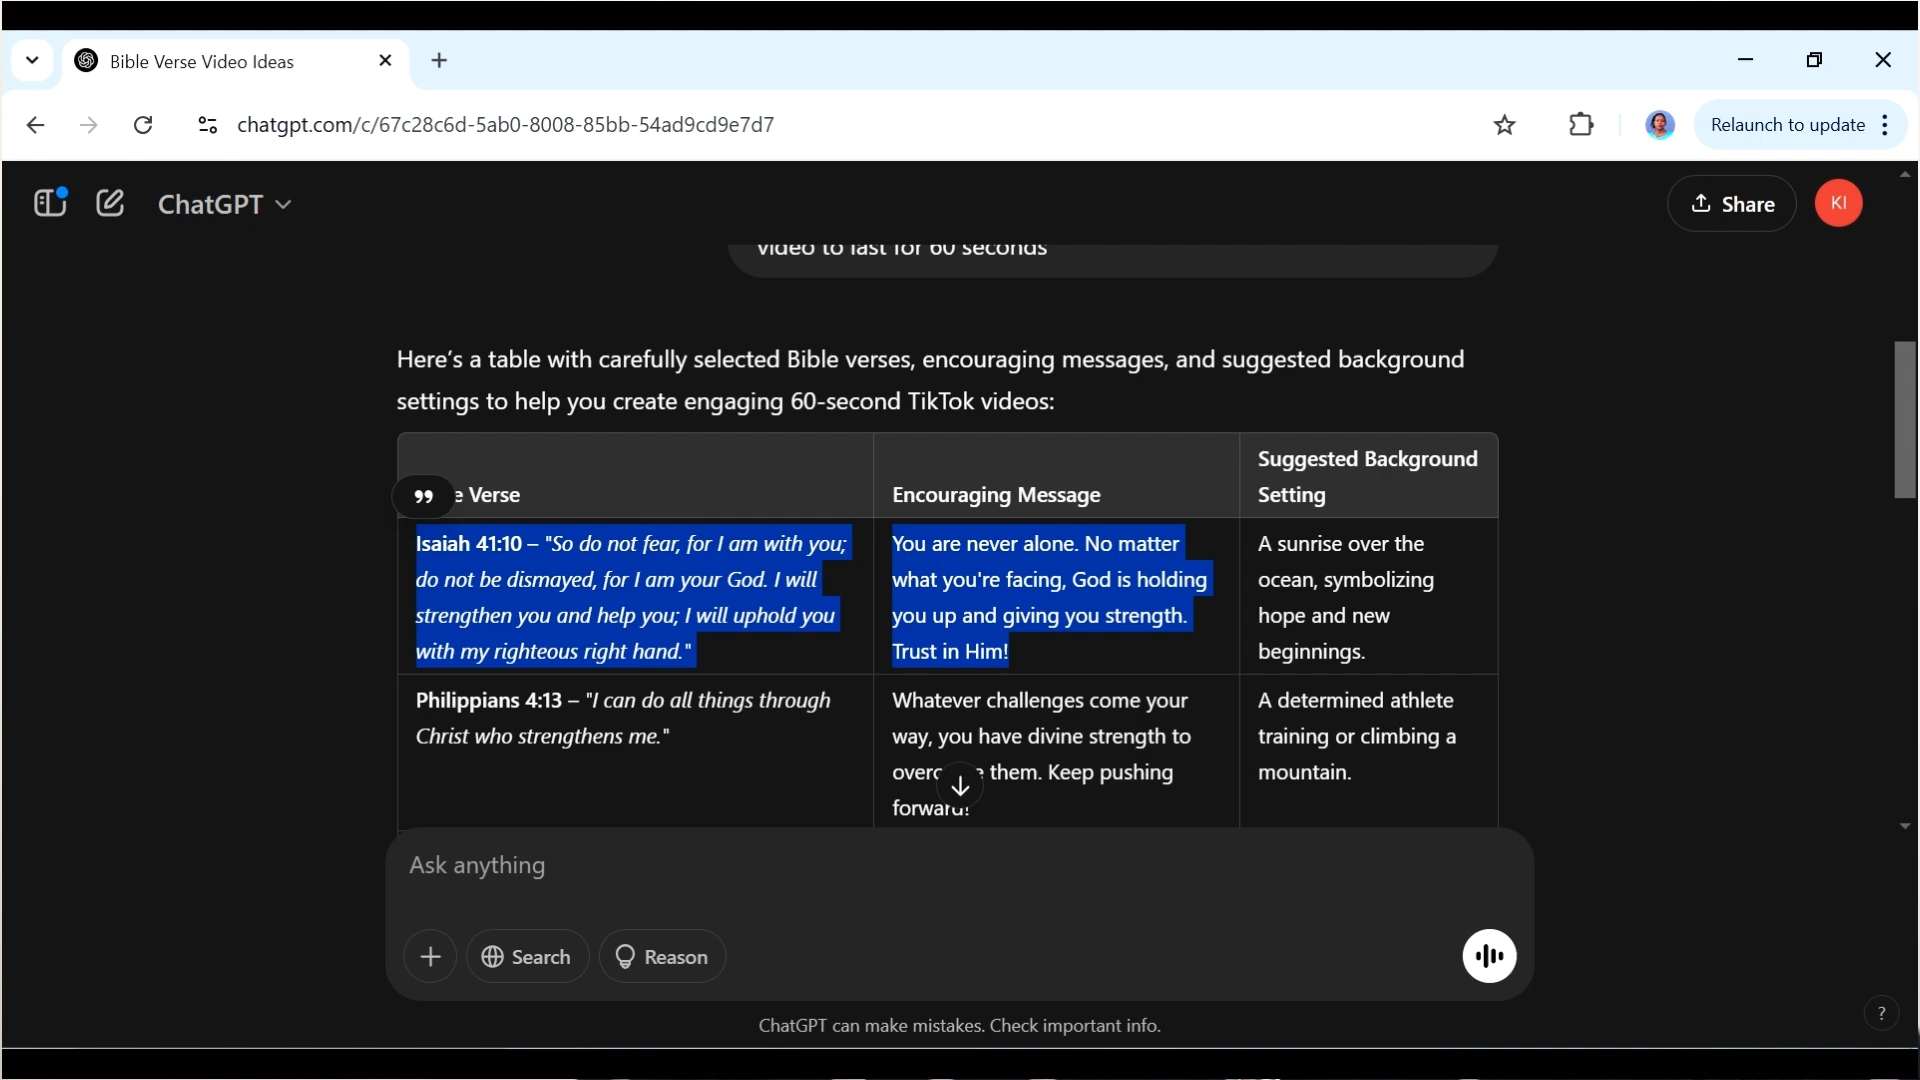 Bible Verse Video Ideas
chatgpt.com/c/67c28c6d-5ab0-8008-85bb-54ad9cd9e7d7
Relaunch to update
ChatGPT
Share
KI
video to last for 60 seconds
Here's a table with carefully selected Bible verses, encouraging messages, and suggested background
settings to help you create engaging 60-second TikTok videos:
e Verse
Encouraging Message
Suggested Background
Setting
Isaiah 41:10 – "So do not fear, for I am with you;
do not be dismayed, for I am your God. I will
strengthen you and help you; I will uphold you
with my righteous right hand."
You are never alone. No matter
what you're facing, God is holding
you up and giving you strength.
Trust in Him!
A sunrise over the
ocean, symbolizing
hope and new
beginnings.
Philippians 4:13 – "I can do all things through
Christ who strengthens me."
Whatever challenges come your
way, you have divine strength to
overc e them. Keep pushing
forward!
A determined athlete
training or climbing a
mountain.
Ask anything
Search
Reason
ChatGPT can make mistakes. Check important info.
?